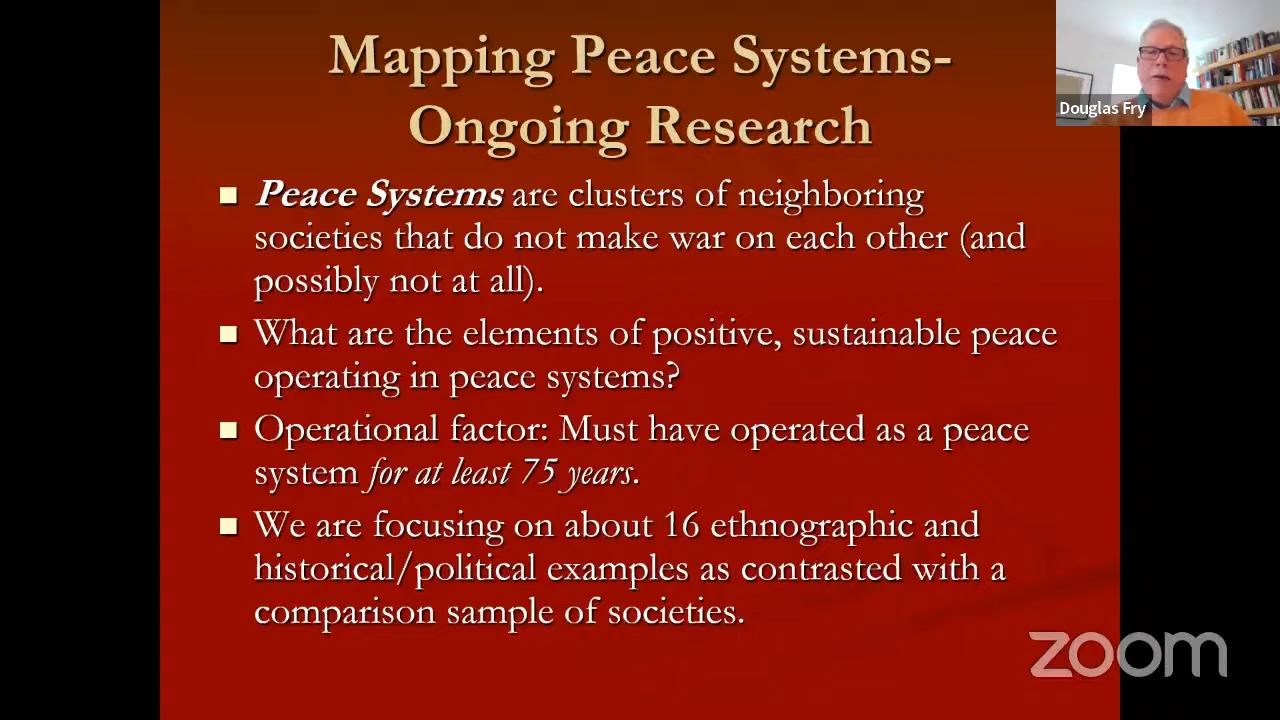 Mapping Peace Systems-
Ongoing Research
Douglas Fry
Peace Systems are clusters of neighboring
societies that do not make war on each other (and
possibly not at all).
What are the elements of positive, sustainable peace
operating in peace systems?
Operational factor: Must have operated as a peace
system for at least 75 years.
We are focusing on about 16 ethnographic and
historical/political examples as contrasted with a
comparison sample of societies.
zoom